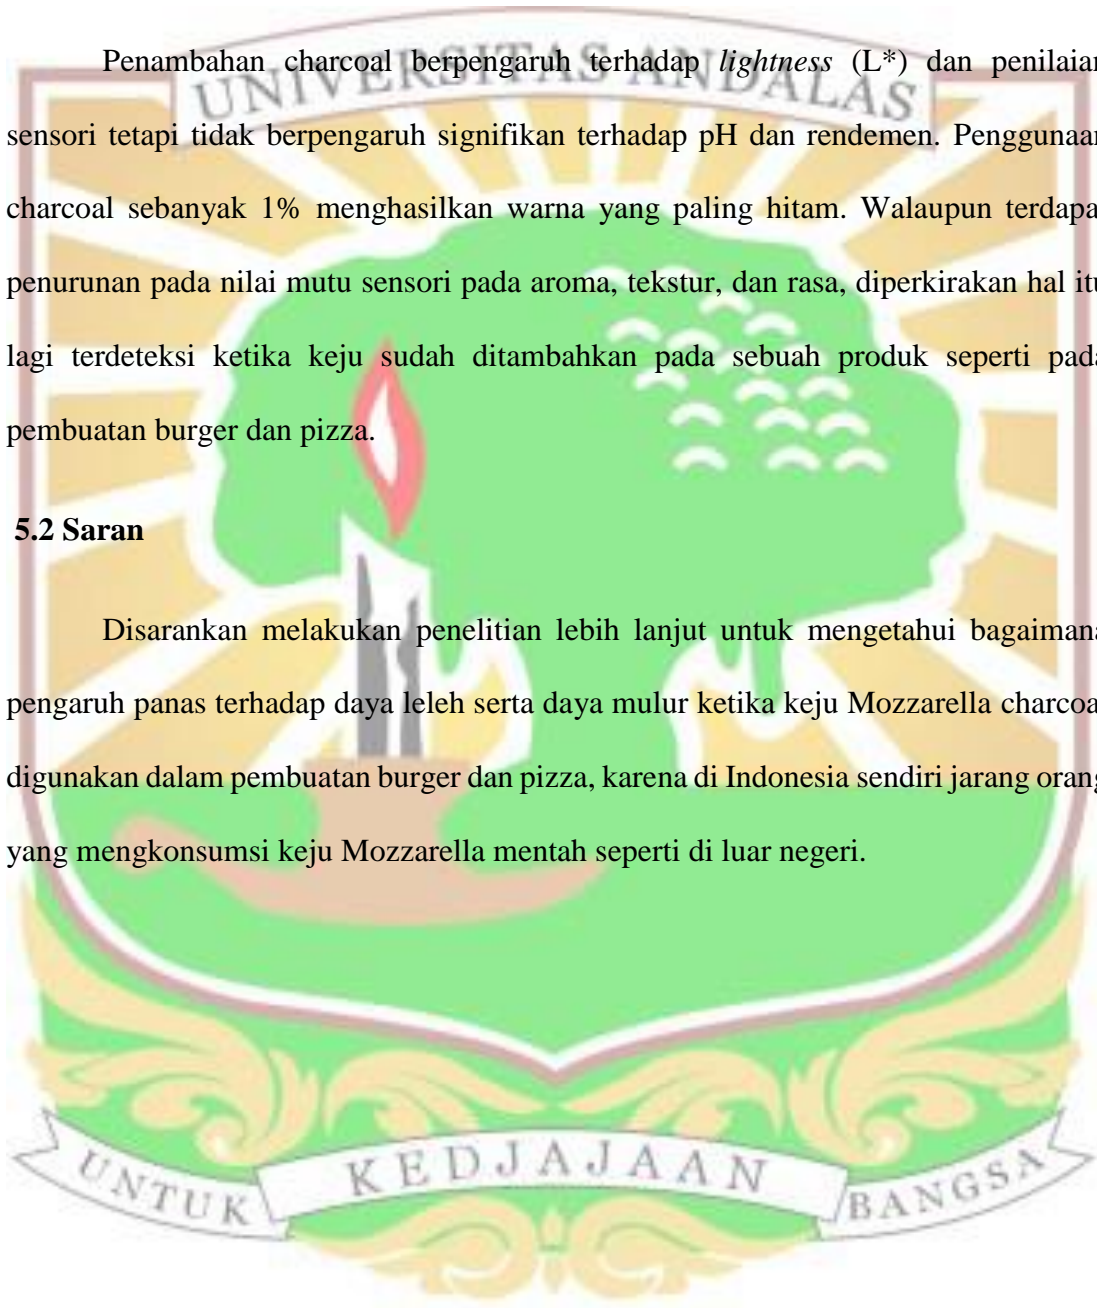 UNIVERSITAS ANDALAS
Penambahan charcoal berpengaruh terhadap lightness (L*) dan penilaian
sensori tetapi tidak berpengaruh signifikan terhadap pH dan rendemen. Penggunaan
charcoal sebanyak 1% menghasilkan warna yang paling hitam. Walaupun terdapa
penurunan pada nilai mutu sensori pada aroma, tekstur, dan rasa, diperkirakan hal itu
lagi terdeteksi ketika keju sudah ditambahkan pada sebuah produk seperti pada
pembuatan burger dan pizza.
5.2 Saran
Disarankan melakukan penelitian lebih lanjut untuk mengetahui bagaimana
pengaruh panas terhadap daya leleh serta daya mulur ketika keju Mozzarella charcoa
digunakan dalam pembuatan burger dan pizza, karena di Indonesia sendiri jarang orang
yang mengkonsumsi keju Mozzarella mentah seperti di luar negeri.
UNTUK KEDJAJAAN BANGSA